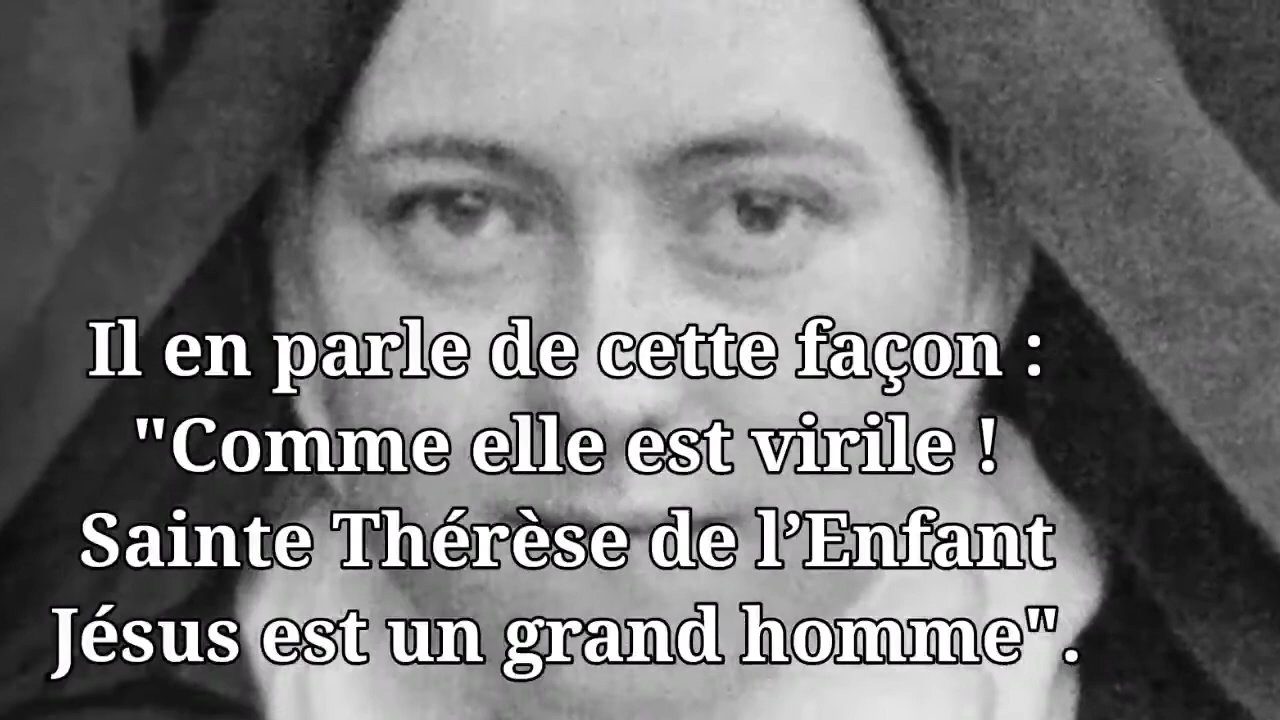 Il en parle de cette façon :
"Comme elle est virile !
Sainte Thérèse de l’Enfant
Jésus est un grand homme".